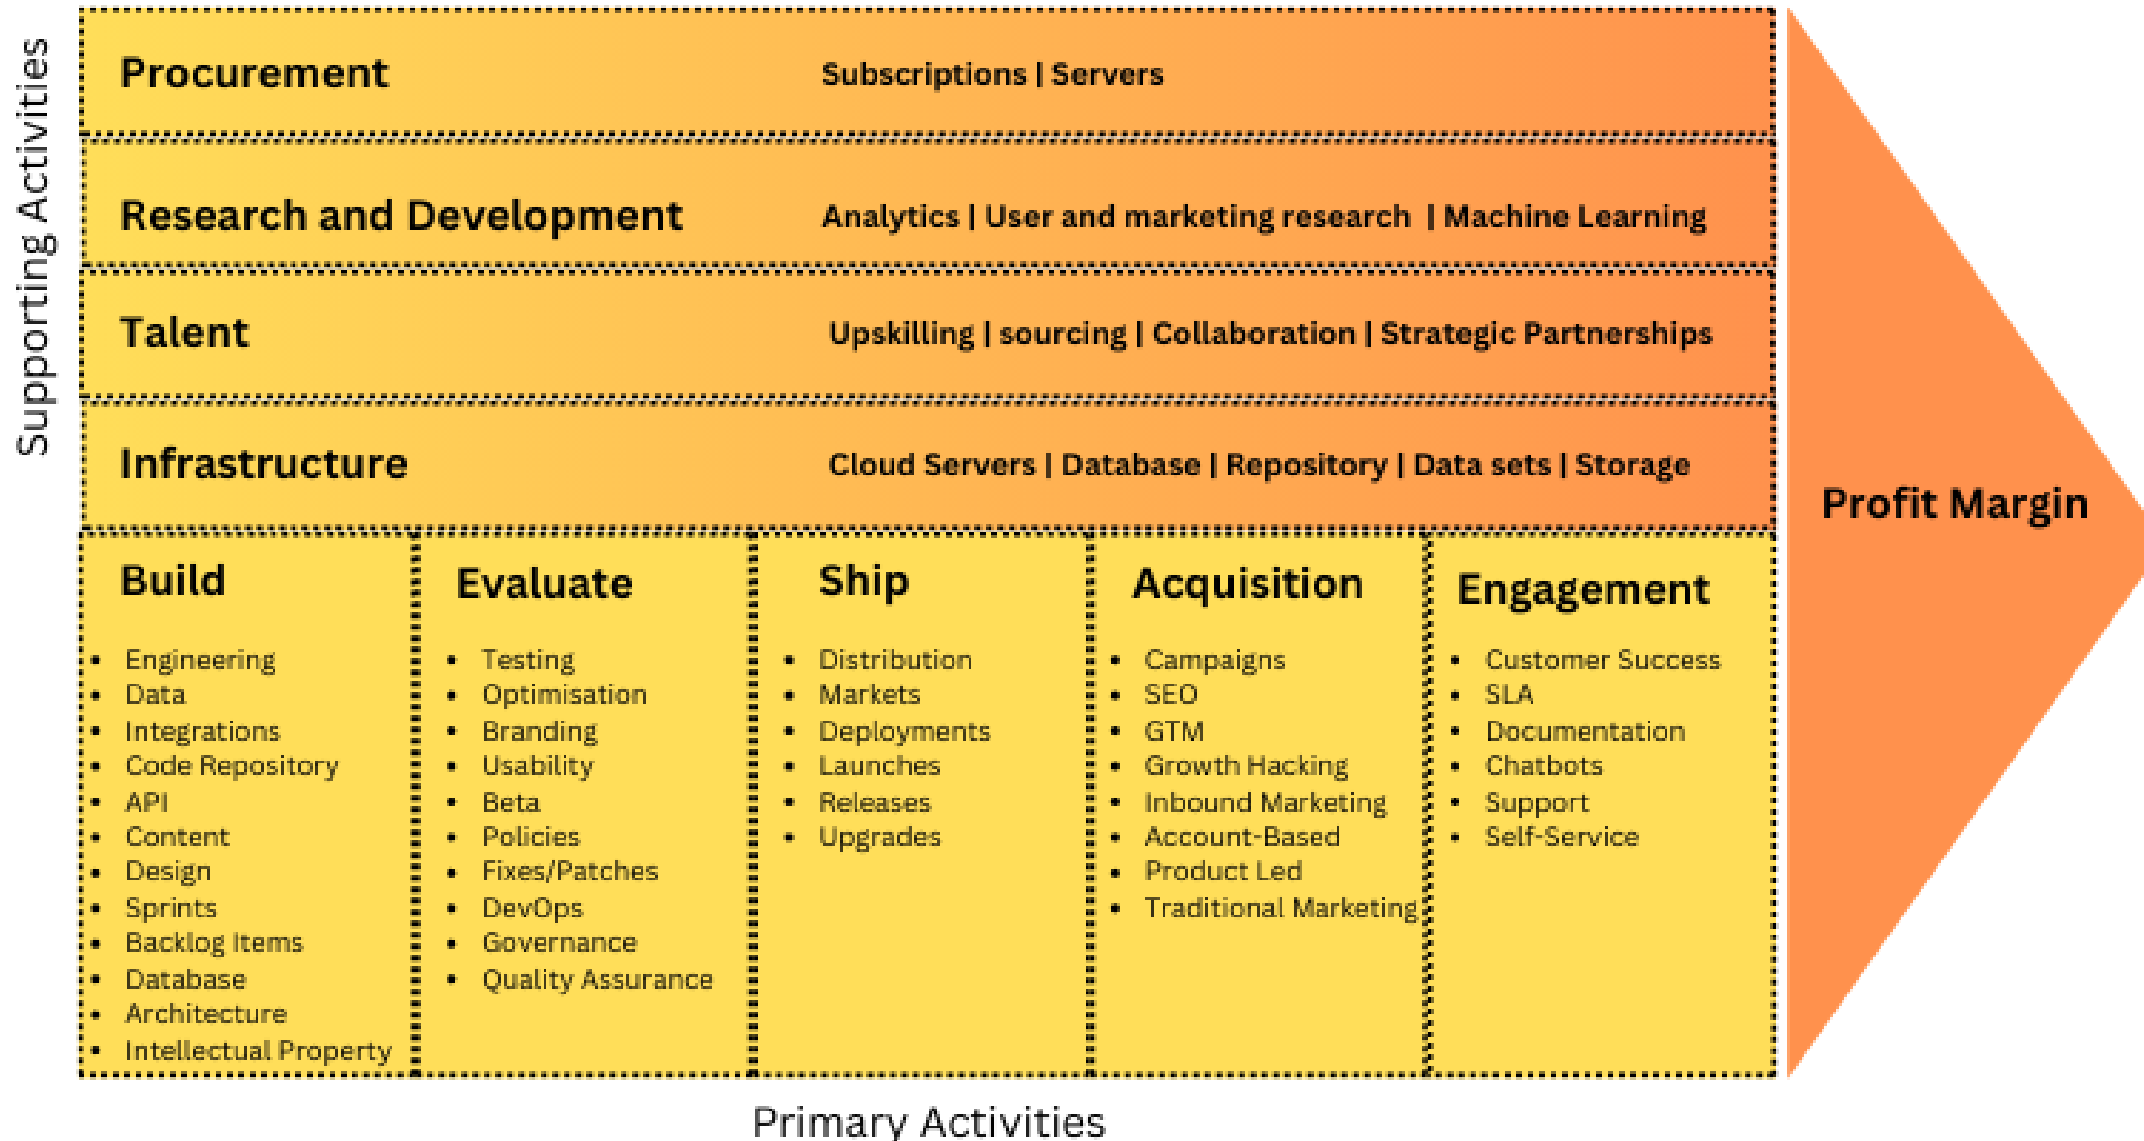 Supporting Activities
Procurement
Subscriptions | Servers
Research and Development
Analytics | User and marketing research | Machine Learning
Talent
Upskilling | sourcing | Collaboration | Strategic Partnerships
Infrastructure
Cloud Servers | Database | Repository | Data sets | Storage
Profit Margin
Build
• Engineering
• Data
• Integrations
• Code Repository
• API
• Content
• Design
• Sprints
• Backlog Items
• Database
• Architecture
• Intellectual Property
Evaluate
• Testing
• Optimisation
• Branding
• Usability
• Beta
• Policies
• Fixes/Patches
• DevOps
• Governance
• Quality Assurance
Ship
• Distribution
• Markets
• Deployments
• Launches
• Releases
• Upgrades
Acquisition
• Campaigns
• SEO
• GTM
• Growth Hacking
• Inbound Marketing
• Account-Based
• Product Led
• Traditional Marketing
Engagement
• Customer Success
• SLA
• Documentation
• Chatbots
• Support
• Self-Service
Primary Activities